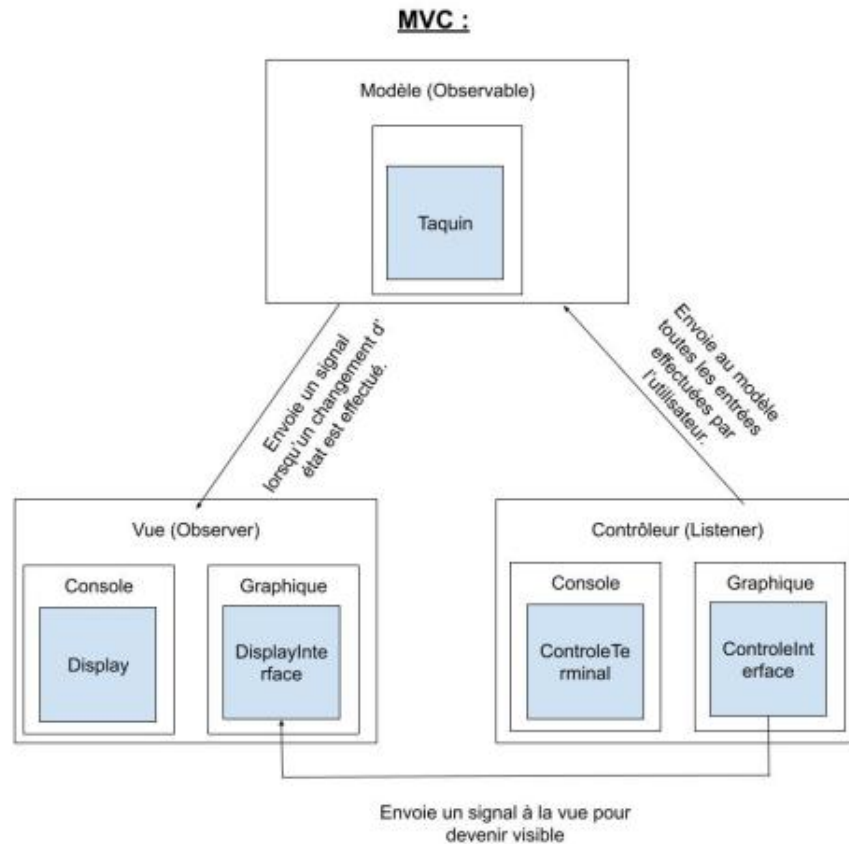 MVC :
Modèle (Observable)
Taquin
Envoie un signal
lorsqu'un changement d'
état est effectué.
Envoie au modèle
toutes les entrées
effectuées par
l'utilisateur.
Vue (Observer)
Console
Display
Graphique
DisplayInte
rface
Contrôleur (Listener)
Console
ControleTe
rminal
Graphique
ControleInt
erface
Envoie un signal à la vue pour
devenir visible